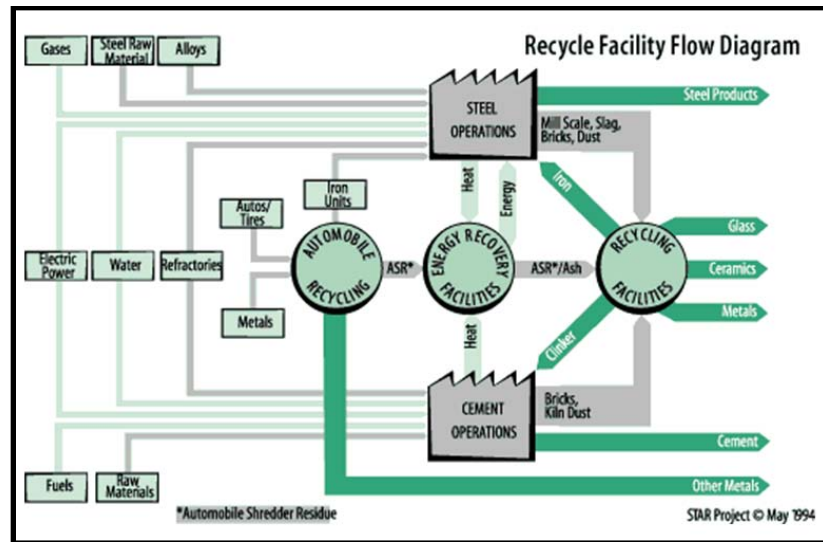 Recycle Facility Flow Diagram
Gases
Steel Raw
Material
Alloys
STEEL
OPERATIONS
Steel Products
Mill Scale, Slag,
Bricks, Dust
Heat
Energy
Iron
Iron
Units
Autos/
Tires
AUTOMOBILE
RECYCLING
ASR*
ENERGY RECOVERY
FACILITIES
ASR*/Ash
RECYCLING
FACILITIES
Glass
Ceramics
Metals
Electric
Power
Water
Refractories
Metals
Heat
Clinker
CEMENT
OPERATIONS
Bricks,
Kiln Dust
Cement
Fuels
Raw
Materials
Other Metals
*Automobile Shredder Residue
STAR Project © May 1994